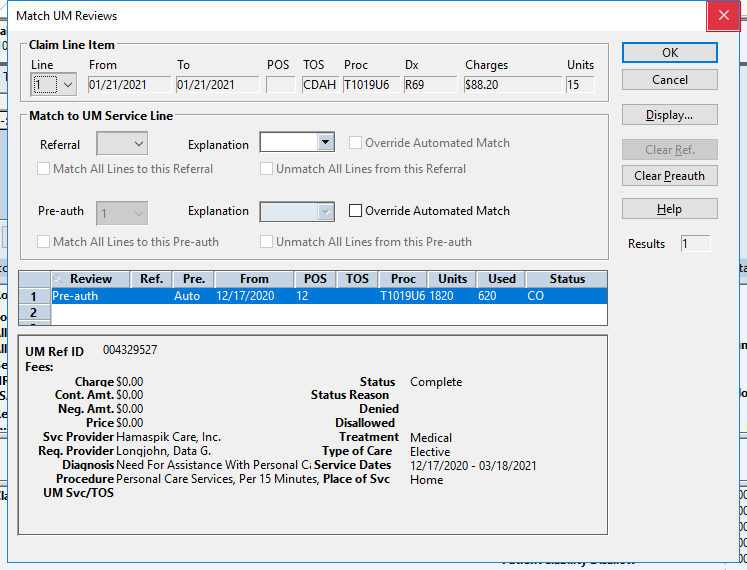 Match UM Reviews
Claim Line Item
Line From To POS TOS Proc Dx Charges Units
1 01/21/2021 01/21/2021 CDAH T1019U6 R69 $88.20 15
OK
Cancel
Match to UM Service Line
Display...
Referral Explanation Override Automated Match
Clear Ref.
Match All Lines to this Referral Unmatch All Lines from this Referral
Clear Preauth
Pre-auth 1 Explanation Override Automated Match
Help
Match All Lines to this Pre-auth Unmatch All Lines from this Pre-auth
Results 1
Review Ref. Pre. From POS TOS Proc Units Used Status
1 Pre-auth Auto 12/17/2020 12 T1019U6 1820 620 CO
2
UM Ref ID 004329527
Fees:
Charge $0.00 Status Complete
Cont. Amt. $0.00 Status Reason
Neg. Amt. $0.00 Denied
Price $0.00 Disallowed
Svc Provider Hamaspik Care, Inc. Treatment Medical
Req. Provider Longjohn, Data G. Type of Care Elective
Diagnosis Need For Assistance With Personal Service Dates 12/17/2020 - 03/18/2021
Procedure Personal Care Services, Per 15 Minutes, Place of Svc Home
UM Svc/TOS